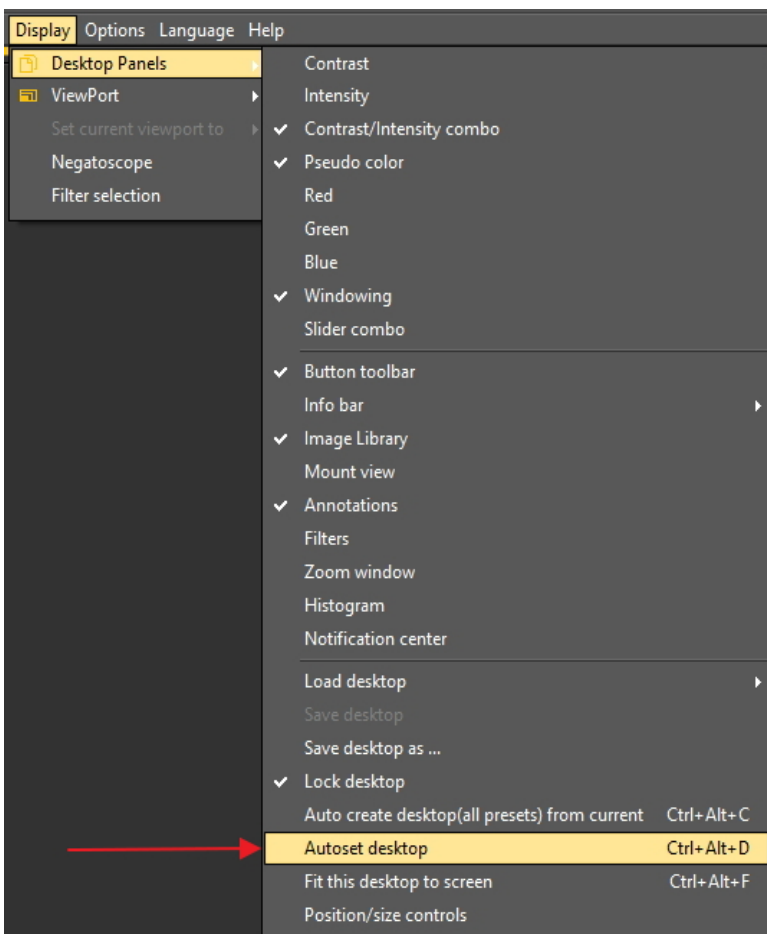 Display Options Language Help
Desktop Panels
ViewPort
Set current viewport to
Negatoscope
Filter selection
Contrast
Intensity
Contrast/Intensity combo
Pseudo color
Red
Green
Blue
Windowing
Slider combo
Button toolbar
Info bar
Image Library
Mount view
Annotations
Filters
Zoom window
Histogram
Notification center
Load desktop
Save desktop
Save desktop as ...
Lock desktop
Auto create desktop(all presets) from current Ctrl+Alt+C
Autoset desktop Ctrl+Alt+D
Fit this desktop to screen Ctrl+Alt+F
Position/size controls